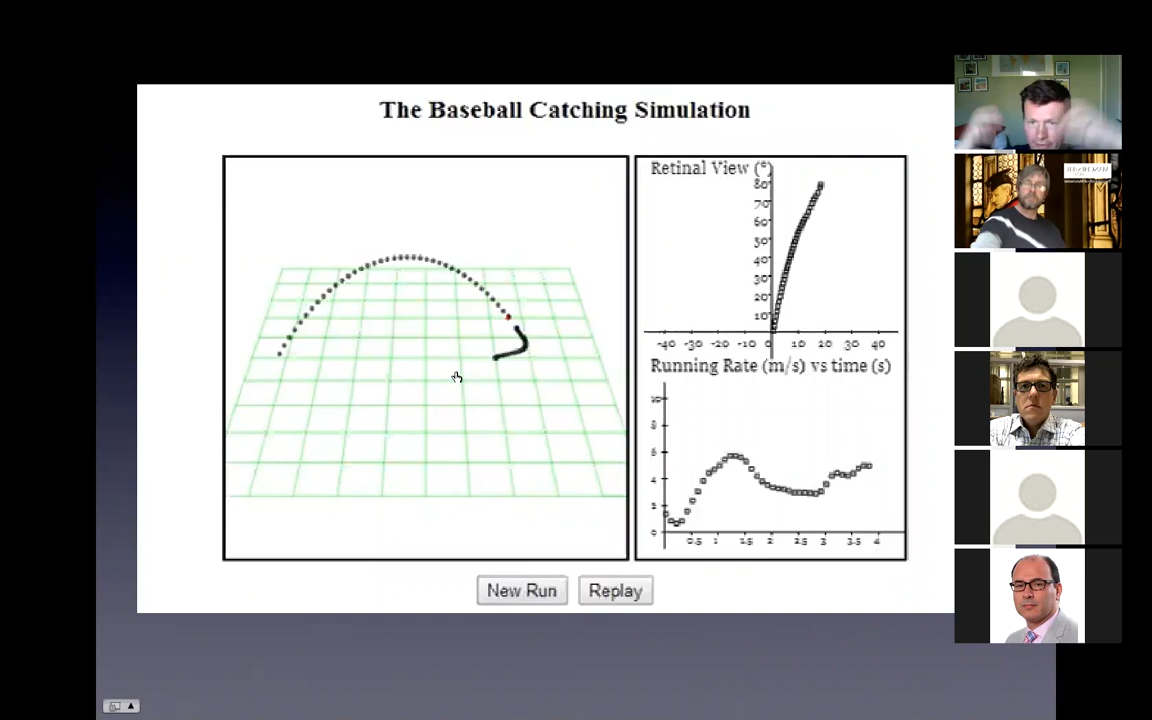 The Baseball Catching Simulation
Retinal View (°)
80
70
60
50
40
30
20
10
-40 -30 -20 -10 0 10 20 30 40
Running Rate (m/s) vs time (s)
10
8
6
4
2
0
0.5 1 1.5 2 2.5 3 3.5 4
New Run Replay